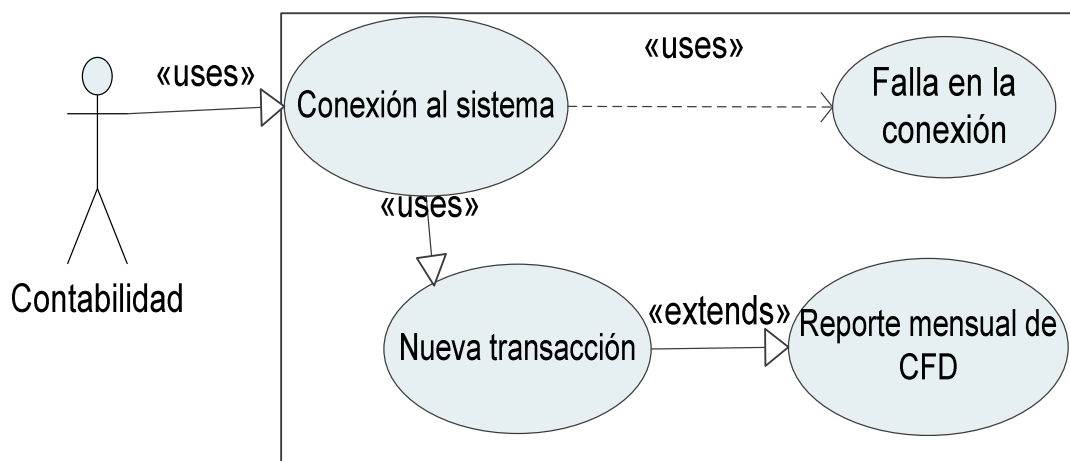 «uses»
«uses»
Conexión al sistema
Falla en la
conexión
«uses»
Contabilidad
Nueva transacción
«extends»
Reporte mensual de
CFD